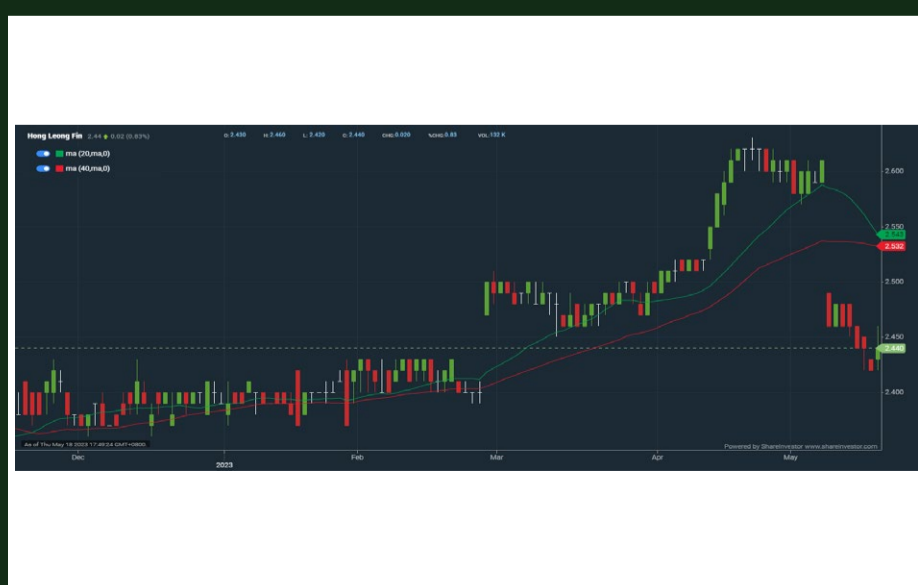 Hong Leong Fin 2.44 0.02 (0.83%) O:2.430 H:2.460 L: 2.420 C:2.440 CHG:0.020 %CHG:0.83 VOL:132 K
ma (20,ma,0)
ma (40,ma,0)
2.600
2.550
2.532
2.500
2.450
2.440
2.400
As of Thu May 18 2023 17:49:24 GMT+0800
Powered by ShareInvestor www.shareinvestor.com
Dec 2023 Feb Mar Apr May